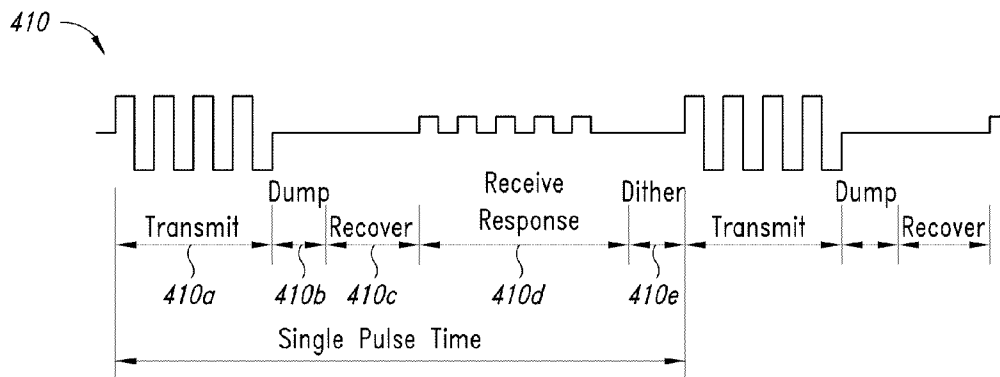 410
Dump
Receive
Dither
Dump
Transmit
Recover
Response
Transmit
Recover
410a
410b
410c
410d
410e
Single Pulse Time